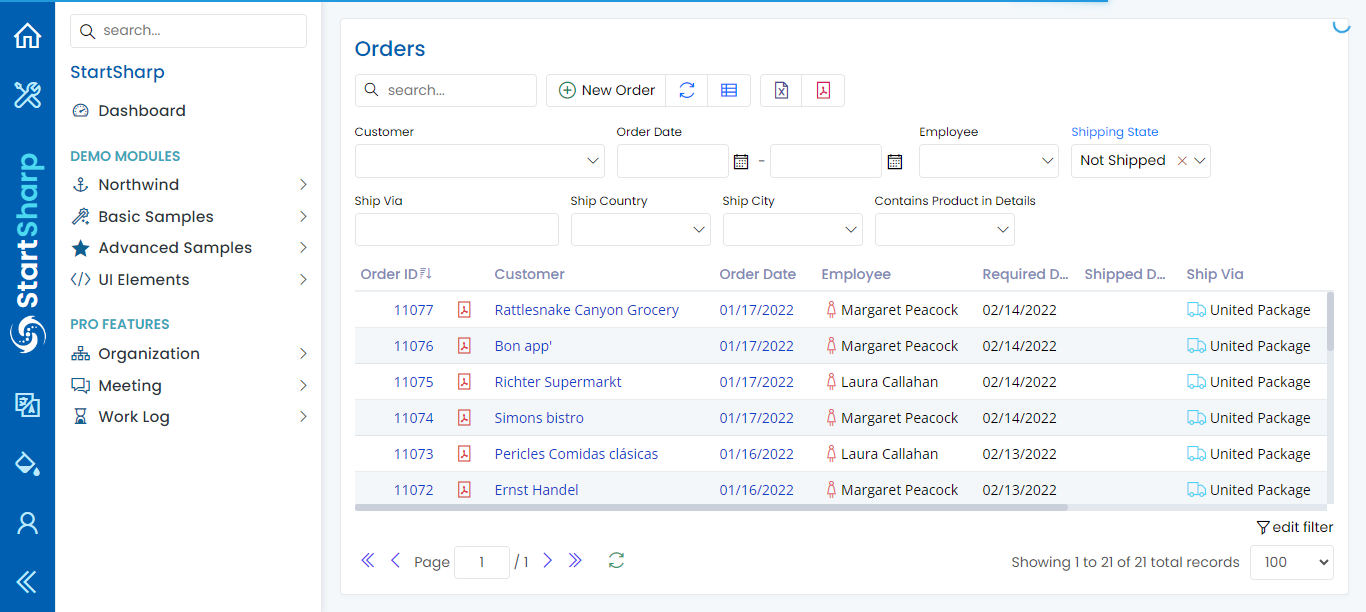 search...
StartSharp
Dashboard
DEMO MODULES
Northwind
Basic Samples
Advanced Samples
UI Elements
PRO FEATURES
Organization
Meeting
Work Log
StartSharp
Orders
search...
New Order
Customer Order Date Employee Shipping State
- Not Shipped
Ship Via Ship Country Ship City Contains Product in Details
Order ID Customer Order Date Employee Required D... Shipped D... Ship Via
11077 Rattlesnake Canyon Grocery 01/17/2022 Margaret Peacock 02/14/2022 United Package
11076 Bon app' 01/17/2022 Margaret Peacock 02/14/2022 United Package
11075 Richter Supermarkt 01/17/2022 Laura Callahan 02/14/2022 United Package
11074 Simons bistro 01/17/2022 Margaret Peacock 02/14/2022 United Package
11073 Pericles Comidas clásicas 01/16/2022 Laura Callahan 02/13/2022 United Package
11072 Ernst Handel 01/16/2022 Margaret Peacock 02/13/2022 United Package
edit filter
Page 1 / 1 Showing 1 to 21 of 21 total records 100